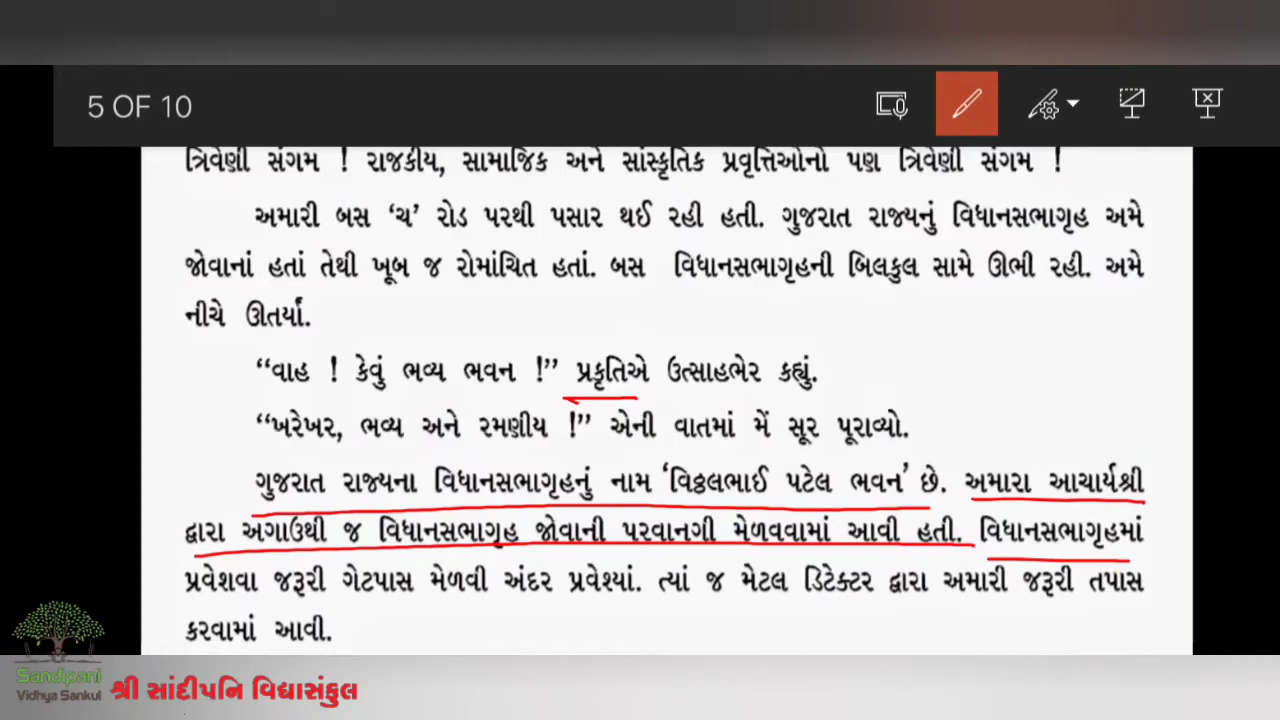 5 OF 10
ત્રિવેણી સંગમ ! રાજકીય, સામાજિક અને સાંસ્કૃતિક પ્રવૃત્તિઓનો પણ ત્રિવેણી સંગમ !
અમારી બસ ‘ચ’ રોડ પરથી પસાર થઈ રહી હતી. ગુજરાત રાજ્યનું વિધાનસભાગૃહ અમે
જોવાનાં હતાં તેથી ખૂબ જ રોમાંચિત હતાં. બસ વિધાનસભાગૃહની બિલકુલ સામે ઊભી રહી. અમે
નીચે ઊતર્યાં.
“વાહ ! કેવું ભવ્ય ભવન !” પ્રકૃતિએ ઉત્સાહભેર કહ્યું.
“ખરેખર, ભવ્ય અને રમણીય !” એની વાતમાં મેં સૂર પૂરાવ્યો.
ગુજરાત રાજ્યના વિધાનસભાગૃહનું નામ ‘વિઠ્ઠલભાઈ પટેલ ભવન’ છે. અમારા આચાર્યશ્રી
દ્વારા અગાઉથી જ વિધાનસભાગૃહ જોવાની પરવાનગી મેળવવામાં આવી હતી. વિધાનસભાગૃહમાં
પ્રવેશવા જરૂરી ગેટપાસ મેળવી અંદર પ્રવેશ્યાં. ત્યાં જ મેટલ ડિટેક્ટર દ્વારા અમારી જરૂરી તપાસ
કરવામાં આવી.
Sandipani
Vidhya Sankul
શ્રી સાંદીપનિ વિદ્યાસંકુલ